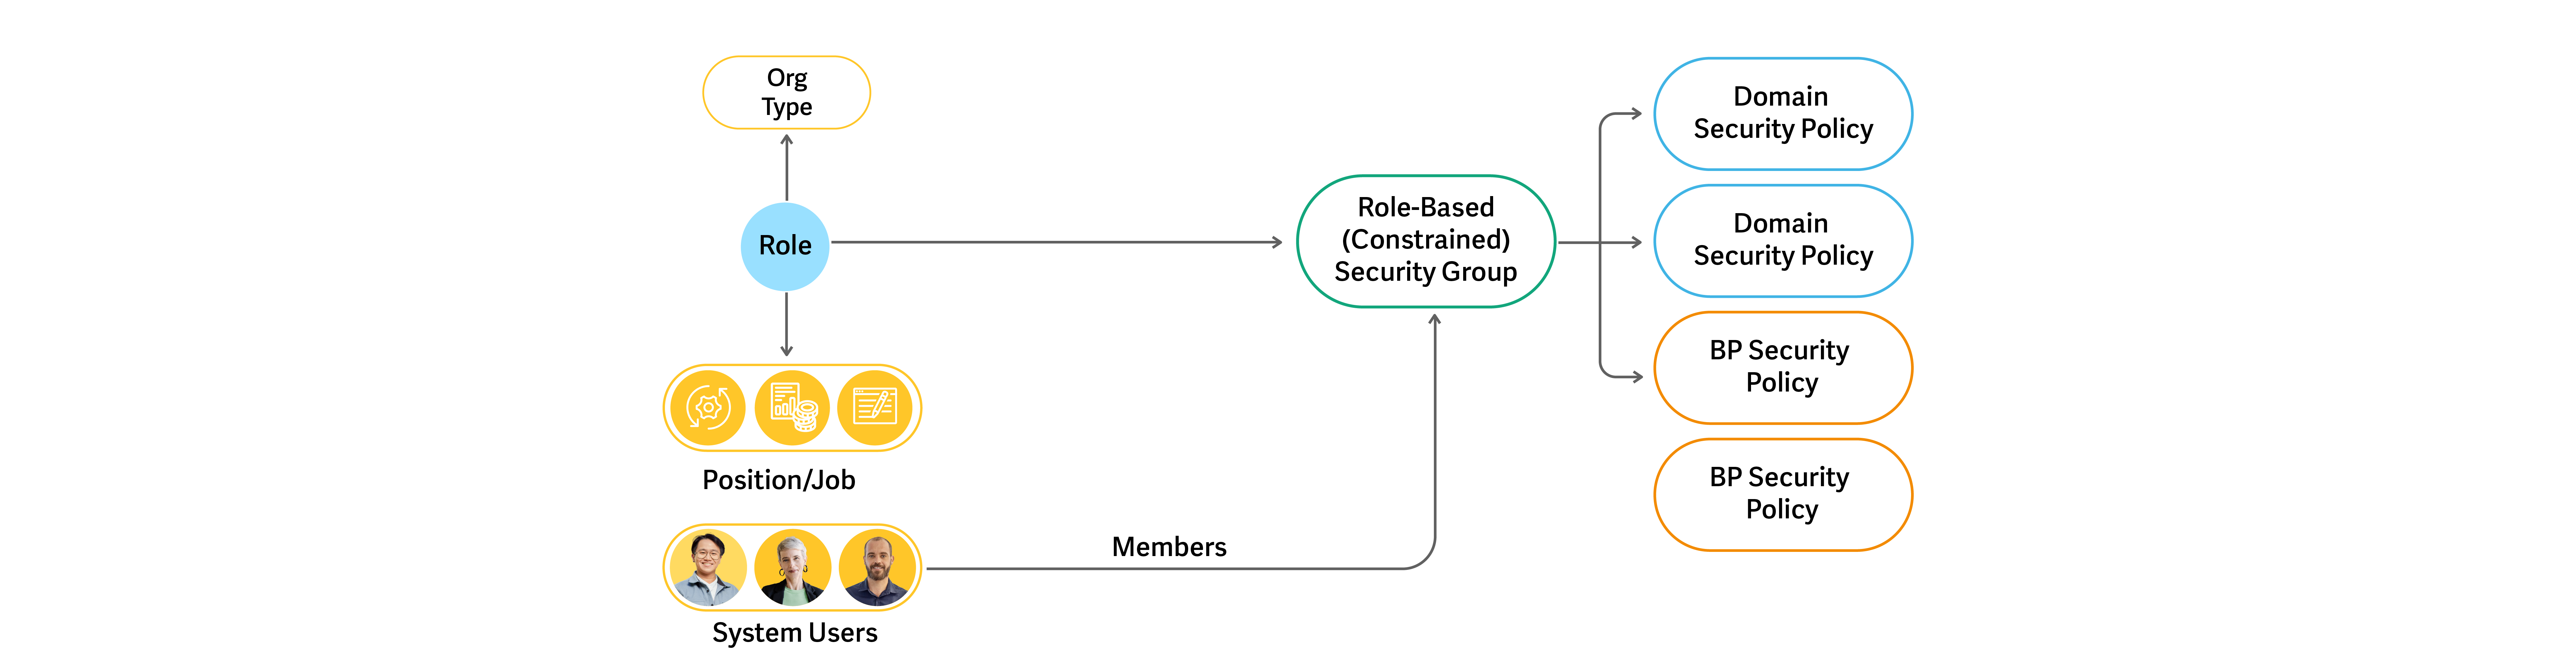 Org
Type
Role
Position/Job
System Users
Members
Role-Based
(Constrained)
Security Group
Domain
Security Policy
Domain
Security Policy
BP Security
Policy
BP Security
Policy